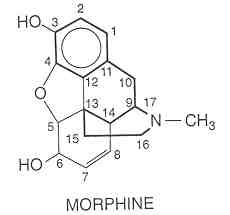 HO 3 2 1
4 11 10
O 12 9 17
13 14 N—CH3
5 15 16
HO 6 8
7
MORPHINE